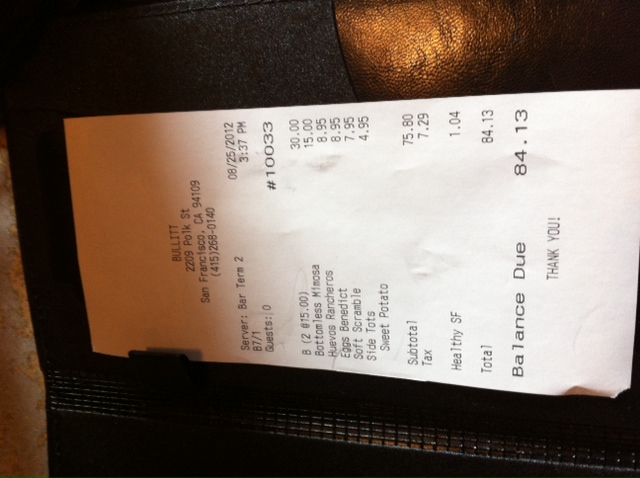 BULLITT
2209 Polk St
San Francisco, CA 94109
(415)268-0140
Server: Bar Term 2 08/25/2012
B7/1 3:37 PM
Guests: 0 #10033
B (2 @15.00) 30.00
Bottomless Mimosa 15.00
Huevos Rancheros 8.95
Eggs Benedict 8.95
Soft Scramble 7.95
Side Tots 4.95
Sweet Potato
Subtotal 75.80
Tax 7.29
Healthy SF 1.04
Total 84.13
Balance Due 84.13
THANK YOU!